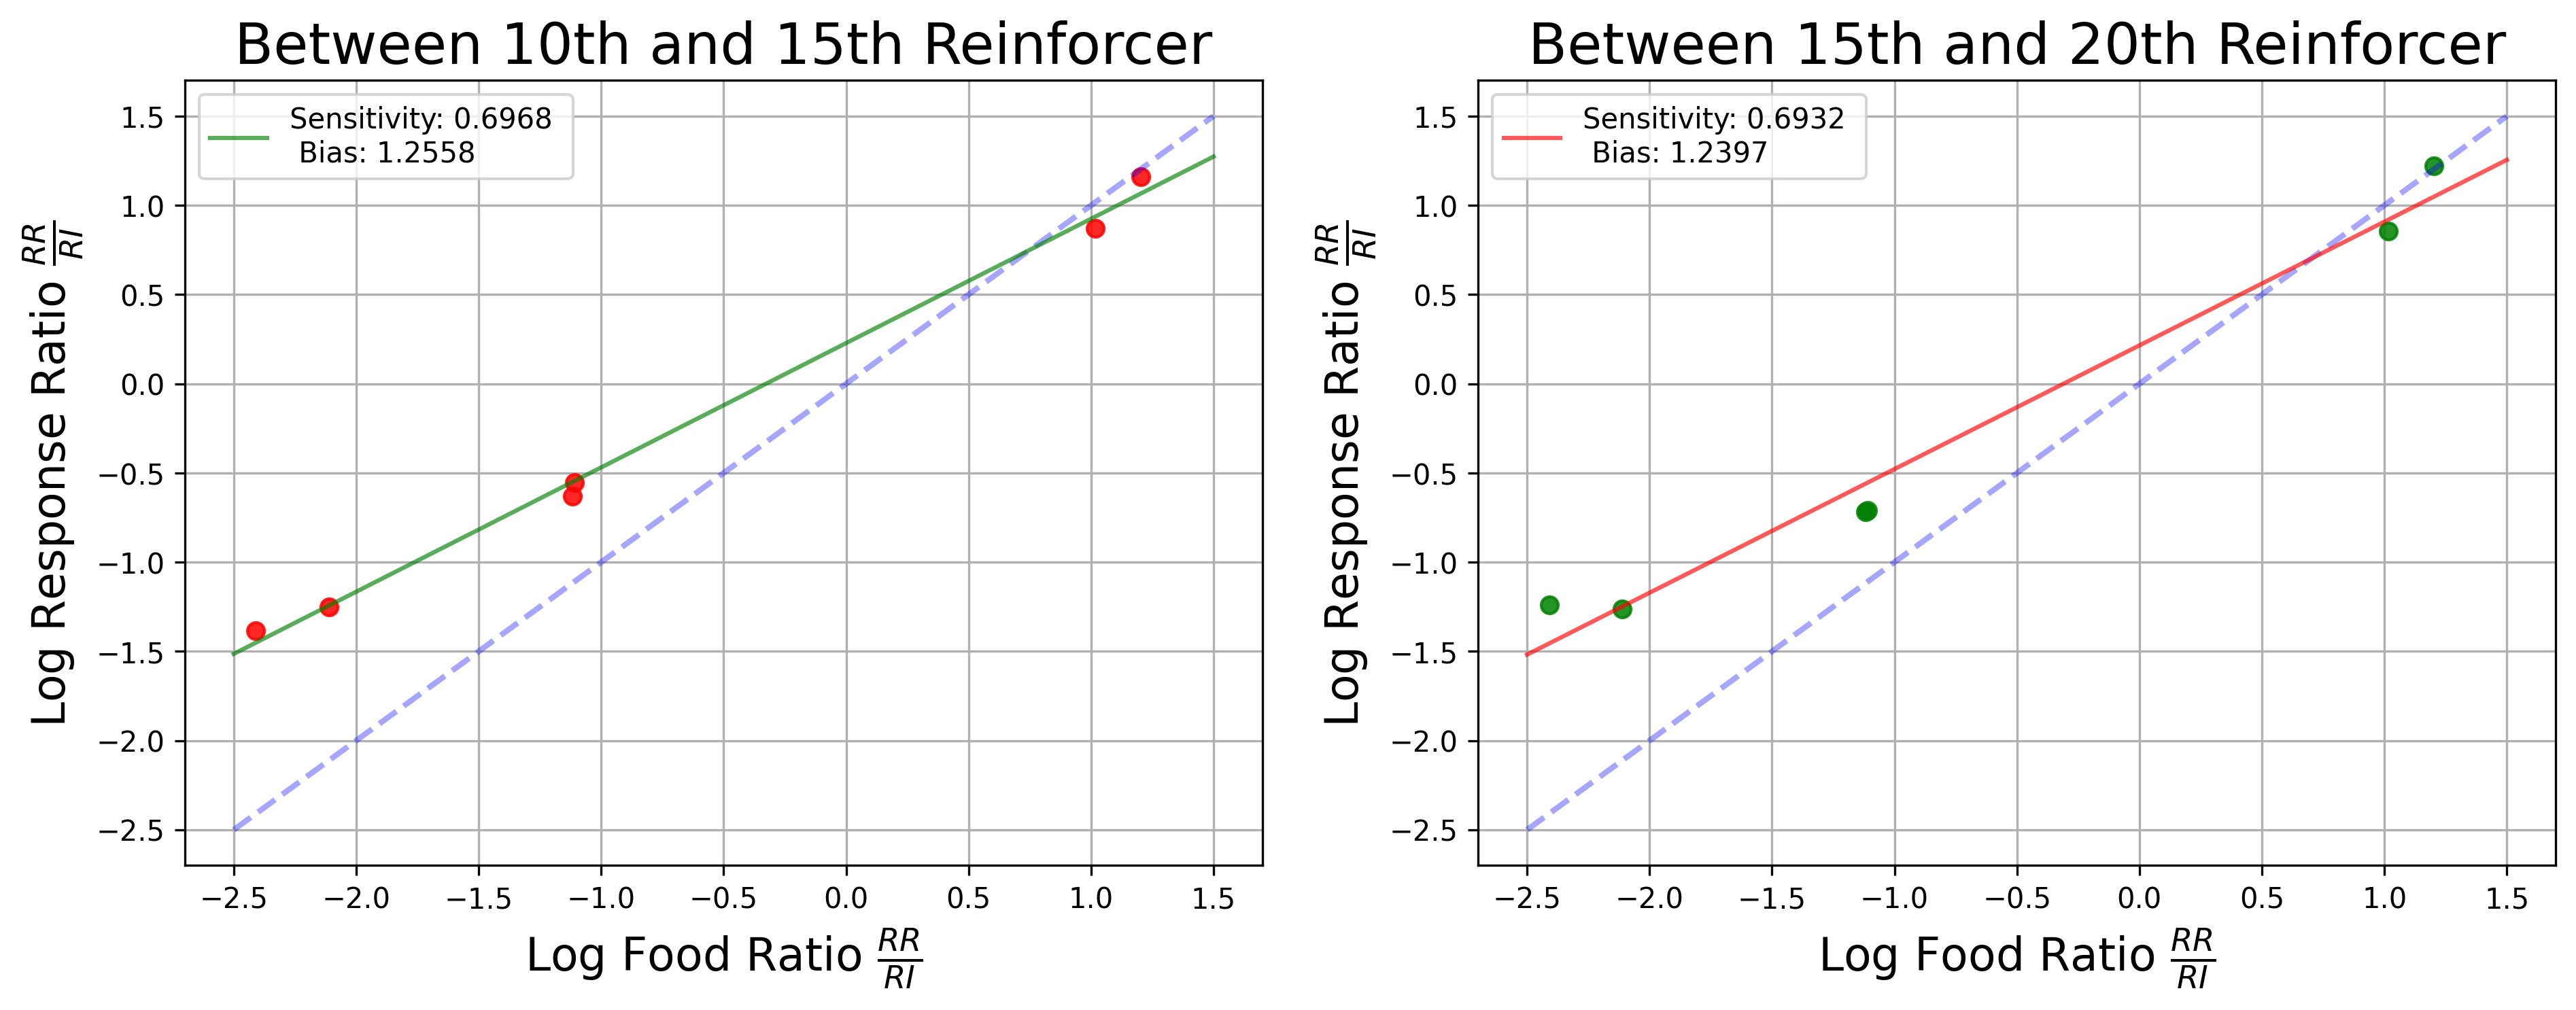 Between 10th and 15th Reinforcer
Sensitivity: 0.6968
Bias: 1.2558
1.5
1.0
0.5
0.0
−0.5
−1.0
−1.5
−2.0
−2.5
Log Response Ratio RR/RI
−2.5 −2.0 −1.5 −1.0 −0.5 0.0 0.5 1.0 1.5
Log Food Ratio RR/RI
Between 15th and 20th Reinforcer
Sensitivity: 0.6932
Bias: 1.2397
1.5
1.0
0.5
0.0
−0.5
−1.0
−1.5
−2.0
−2.5
Log Response Ratio RR/RI
−2.5 −2.0 −1.5 −1.0 −0.5 0.0 0.5 1.0 1.5
Log Food Ratio RR/RI